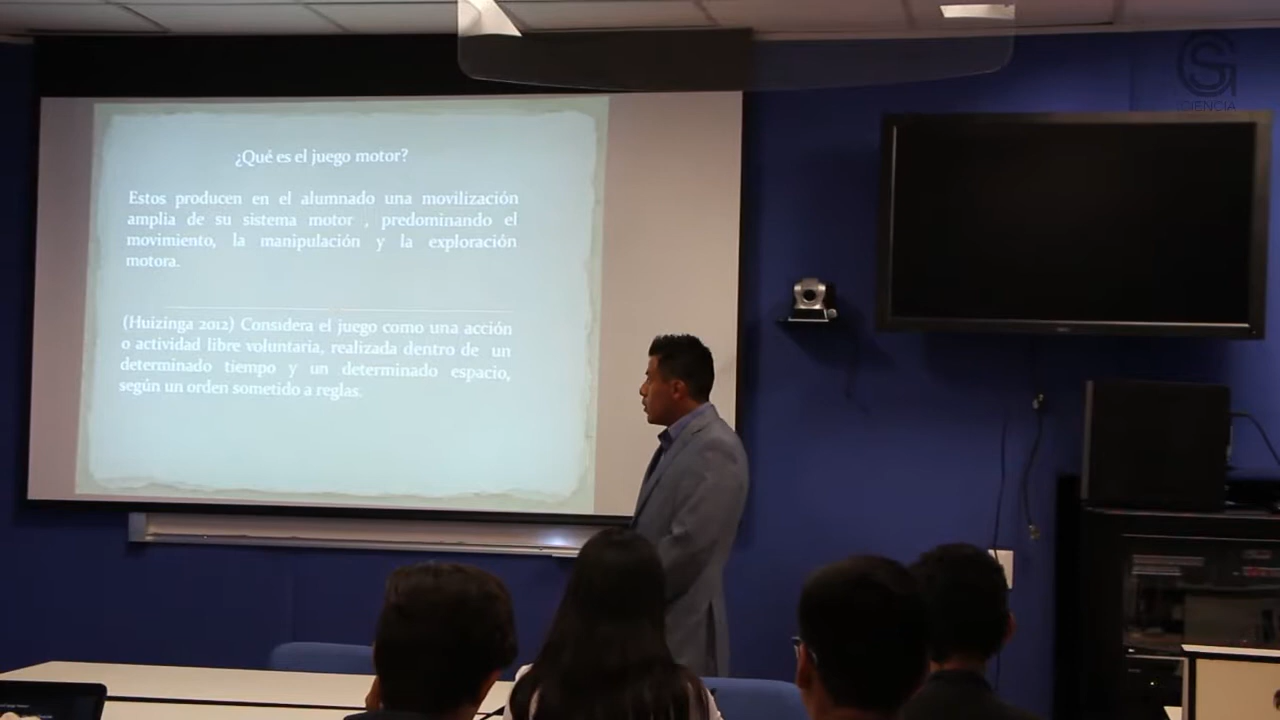 ¿Qué es el juego motor?
Estos producen en el alumnado una movilización
amplia de su sistema motor , predominando el
movimiento, la manipulación y la exploración
motora.
(Huizinga 2012) Considera el juego como una acción
o actividad libre voluntaria, realizada dentro de un
determinado tiempo y un determinado espacio,
según un orden sometido a reglas.
CIENCIA